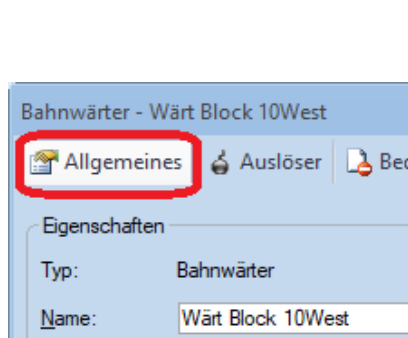 Bahnwärter - Wärt Block 10West
Allgemeines Auslöser
Eigenschaften
Typ: Bahnwärter
Name: Wärt Block 10West